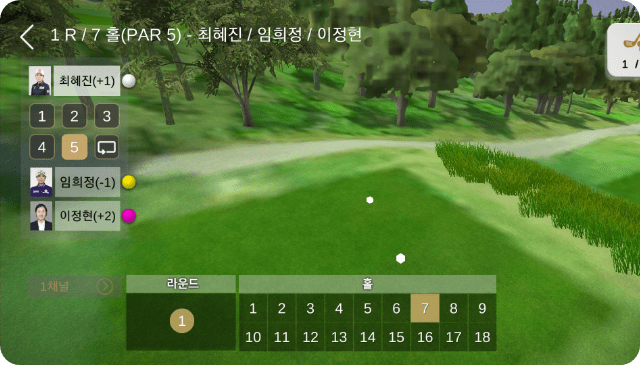 1 R / 7 홀(PAR 5) - 최혜진 / 임희정 / 이정현
1 /
최혜진(+1)
1 2 3
4 5
임희정(-1)
이정현(+2)
1채널
라운드
홀
1
1 2 3 4 5 6 7 8 9
10 11 12 13 14 15 16 17 18